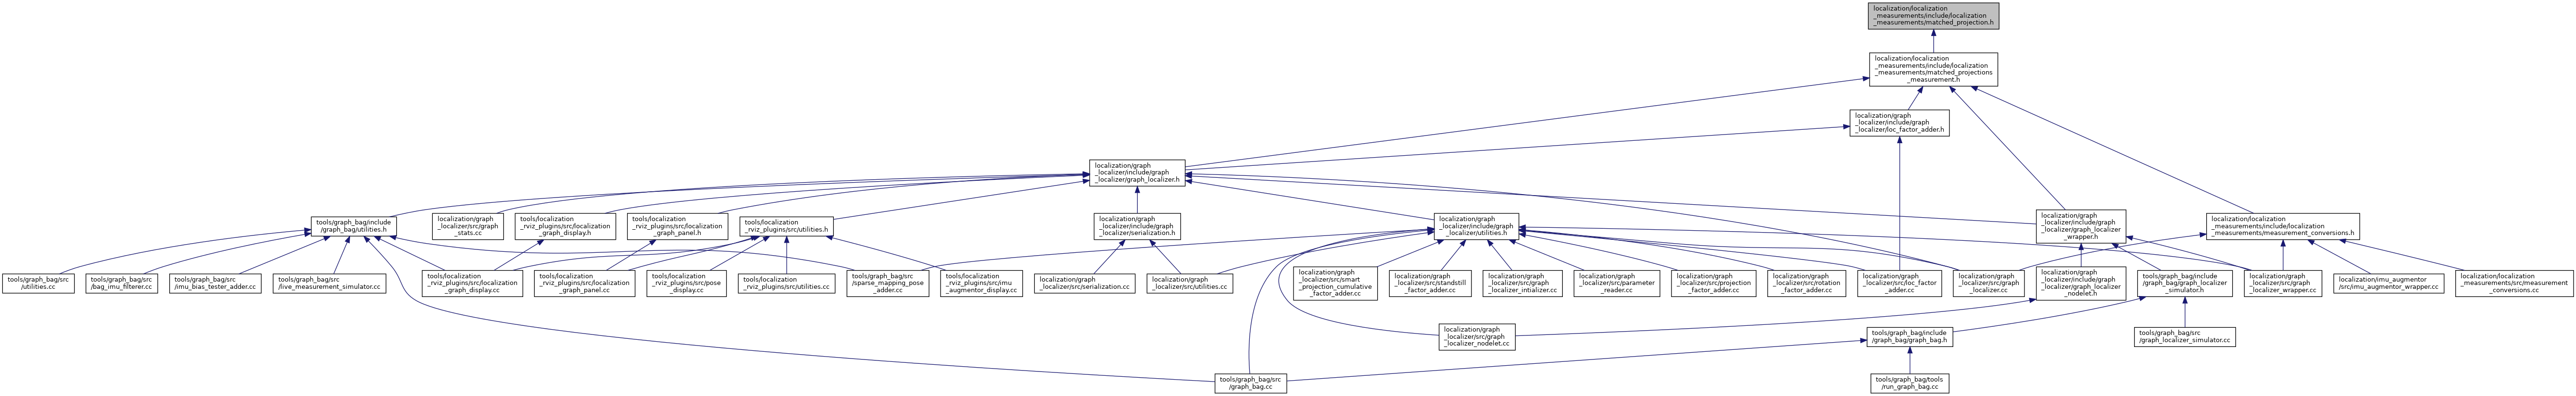 localization/localization
_measurements/include/localization
_measurements/matched_projection.h
localization/localization
_measurements/include/localization
_measurements/matched_projections
_measurement.h
localization/graph
_localizer/include/graph
_localizer/loc_factor_adder.h
localization/graph
_localizer/include/graph
_localizer/graph_localizer.h
tools/graph_bag/include
/graph_bag/utilities.h
localization/graph
_localizer/src/graph
_stats.cc
tools/localization
_rviz_plugins/src/localization
_graph_display.h
tools/localization
_rviz_plugins/src/localization
_graph_panel.h
tools/localization
_rviz_plugins/src/utilities.h
localization/graph
_localizer/include/graph
_localizer/serialization.h
localization/graph
_localizer/include/graph
_localizer/utilities.h
localization/graph
_localizer/include/graph
_localizer/graph_localizer
_wrapper.h
localization/localization
_measurements/include/localization
_measurements/measurement_conversions.h
tools/graph_bag/src
/utilities.cc
tools/graph_bag/src
/bag_imu_filterer.cc
tools/graph_bag/src
/imu_bias_tester_adder.cc
tools/graph_bag/src
/live_measurement_simulator.cc
tools/localization
_rviz_plugins/src/localization
_graph_display.cc
tools/localization
_rviz_plugins/src/localization
_graph_panel.cc
tools/localization
_rviz_plugins/src/pose
_display.cc
tools/localization
_rviz_plugins/src/utilities.cc
tools/graph_bag/src
/sparse_mapping_pose
_adder.cc
tools/localization
_rviz_plugins/src/imu
_augmentor_display.cc
localization/graph
_localizer/src/serialization.cc
localization/graph
_localizer/src/utilities.cc
localization/graph
_localizer/src/smart
_projection_cumulative
_factor_adder.cc
localization/graph
_localizer/src/standstill
_factor_adder.cc
localization/graph
_localizer/src/graph
_localizer_intializer.cc
localization/graph
_localizer/src/parameter
_reader.cc
localization/graph
_localizer/src/projection
_factor_adder.cc
localization/graph
_localizer/src/rotation
_factor_adder.cc
localization/graph
_localizer/src/loc_factor
_adder.cc
localization/graph
_localizer/src/graph
_localizer.cc
localization/graph
_localizer/include/graph
_localizer/graph_localizer
_nodelet.h
tools/graph_bag/include
/graph_bag/graph_localizer
_simulator.h
localization/graph
_localizer/src/graph
_localizer_wrapper.cc
localization/imu_augmentor
/src/imu_augmentor_wrapper.cc
localization/localization
_measurements/src/measurement
_conversions.cc
localization/graph
_localizer/src/graph
_localizer_nodelet.cc
tools/graph_bag/include
/graph_bag/graph_bag.h
tools/graph_bag/src
/graph_localizer_simulator.cc
tools/graph_bag/src
/graph_bag.cc
tools/graph_bag/tools
/run_graph_bag.cc